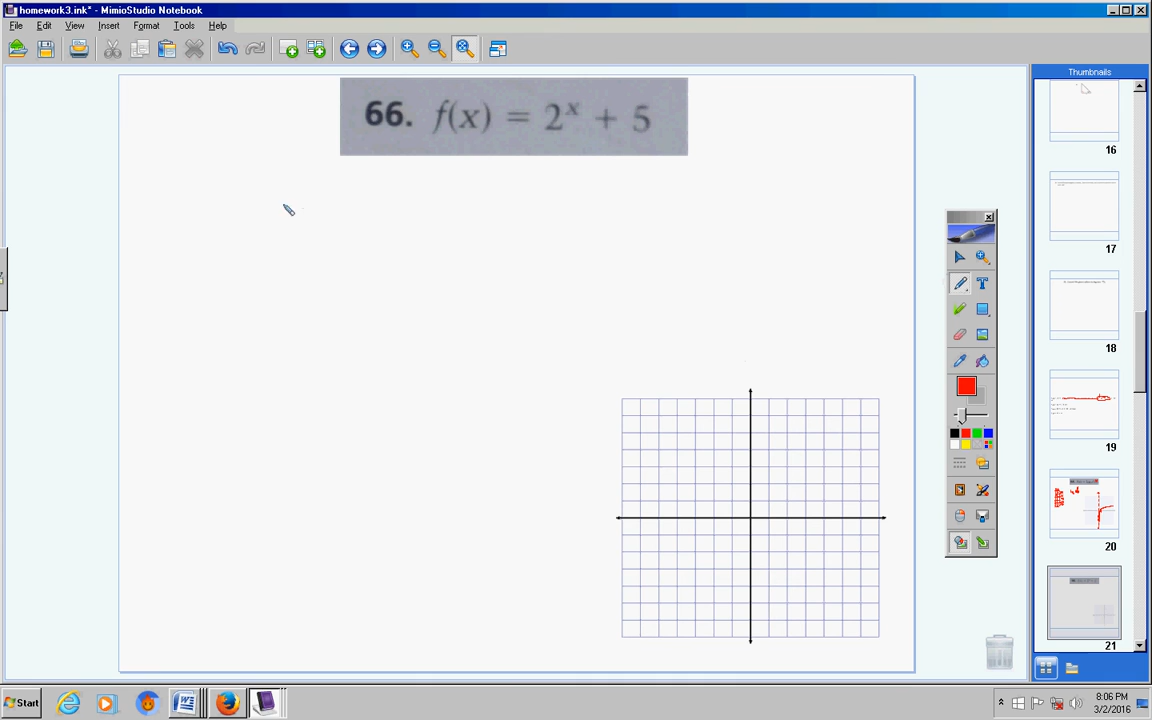 homework3.ink* - MimioStudio Notebook
File Edit View Insert Format Tools Help
Thumbnails
66. f(x) = 2ˣ + 5
16
17
18
19
20
21
T
Start
W
8:06 PM
3/2/2016